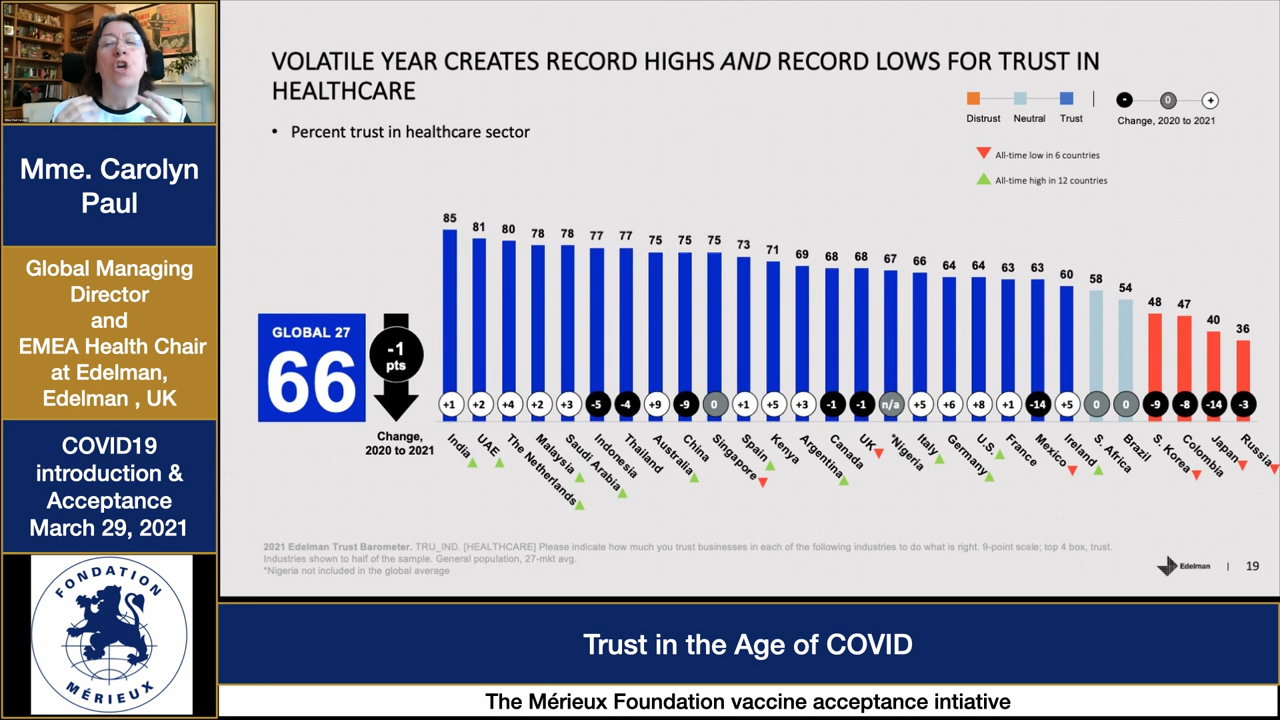 Mme. Carolyn
Paul
Global Managing
Director
and
EMEA Health Chair
at Edelman,
Edelman , UK
COVID19
introduction &
Acceptance
March 29, 2021
FONDATION
MÉRIEUX
VOLATILE YEAR CREATES RECORD HIGHS AND RECORD LOWS FOR TRUST IN
HEALTHCARE
• Percent trust in healthcare sector
Distrust Neutral Trust
- 0 +
Change, 2020 to 2021
All-time low in 6 countries
All-time high in 12 countries
GLOBAL 27
66
-1
pts
Change,
2020 to 2021
85 81 80 78 78 77 77 75 75 75 73 71 69 68 68 67 66 64 64 63 63 60 58 54 48 47 40 36
+1 +2 +4 +2 +3 -5 -4 +9 -9 0 +1 +5 +3 -1 -1 n/a +5 +6 +8 +1 -14 +5 0 0 -9 -8 -14 -3
India
UAE
The Netherlands
Malaysia
Saudi Arabia
Indonesia
Thailand
Australia
China
Singapore
Spain
Kenya
Argentina
Canada
UK
*Nigeria
Italy
Germany
U.S.
France
Mexico
Ireland
S. Africa
Brazil
S. Korea
Colombia
Japan
Russia
2021 Edelman Trust Barometer. TRU_IND. [HEALTHCARE] Please indicate how much you trust businesses in each of the following industries to do what is right. 9-point scale; top 4 box, trust.
Industries shown to half of the sample. General population, 27-mkt avg.
*Nigeria not included in the global average
Edelman | 19
Trust in the Age of COVID
The Mérieux Foundation vaccine acceptance intiative